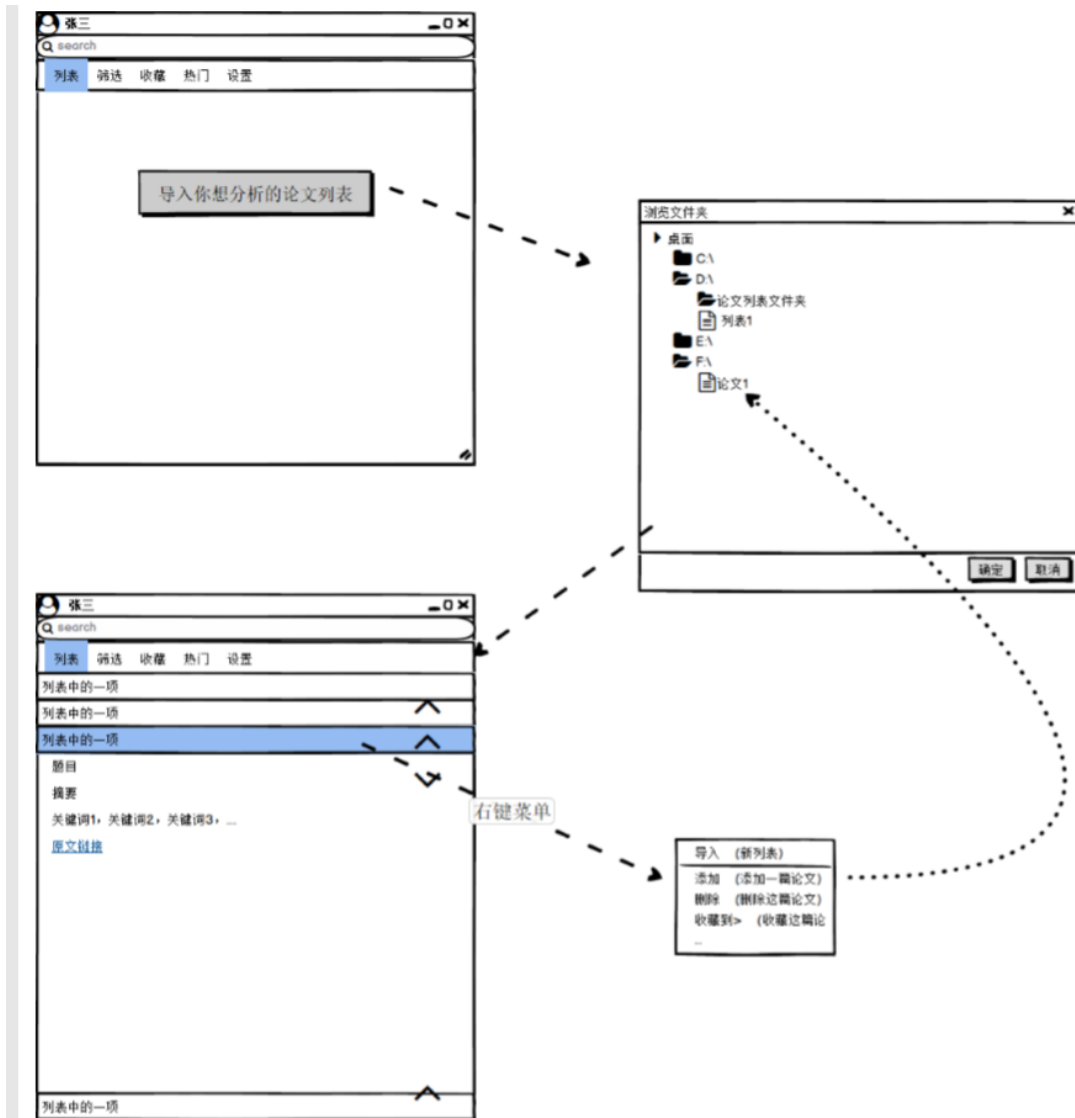 张三
search
列表 筛选 收藏 热门 设置
导入你想分析的论文列表
浏览文件夹
桌面
C:\
D:\
论文列表文件夹
列表1
E:\
F:\
论文1
确定 取消
张三
search
列表 筛选 收藏 热门 设置
列表中的一项
列表中的一项
列表中的一项
题目
摘要
关键词1，关键词2，关键词3，...
原文链接
右键菜单
导入 (新列表)
添加 (添加一篇论文)
删除 (删除这篇论文)
收藏到> (收藏这篇论
...
列表中的一项